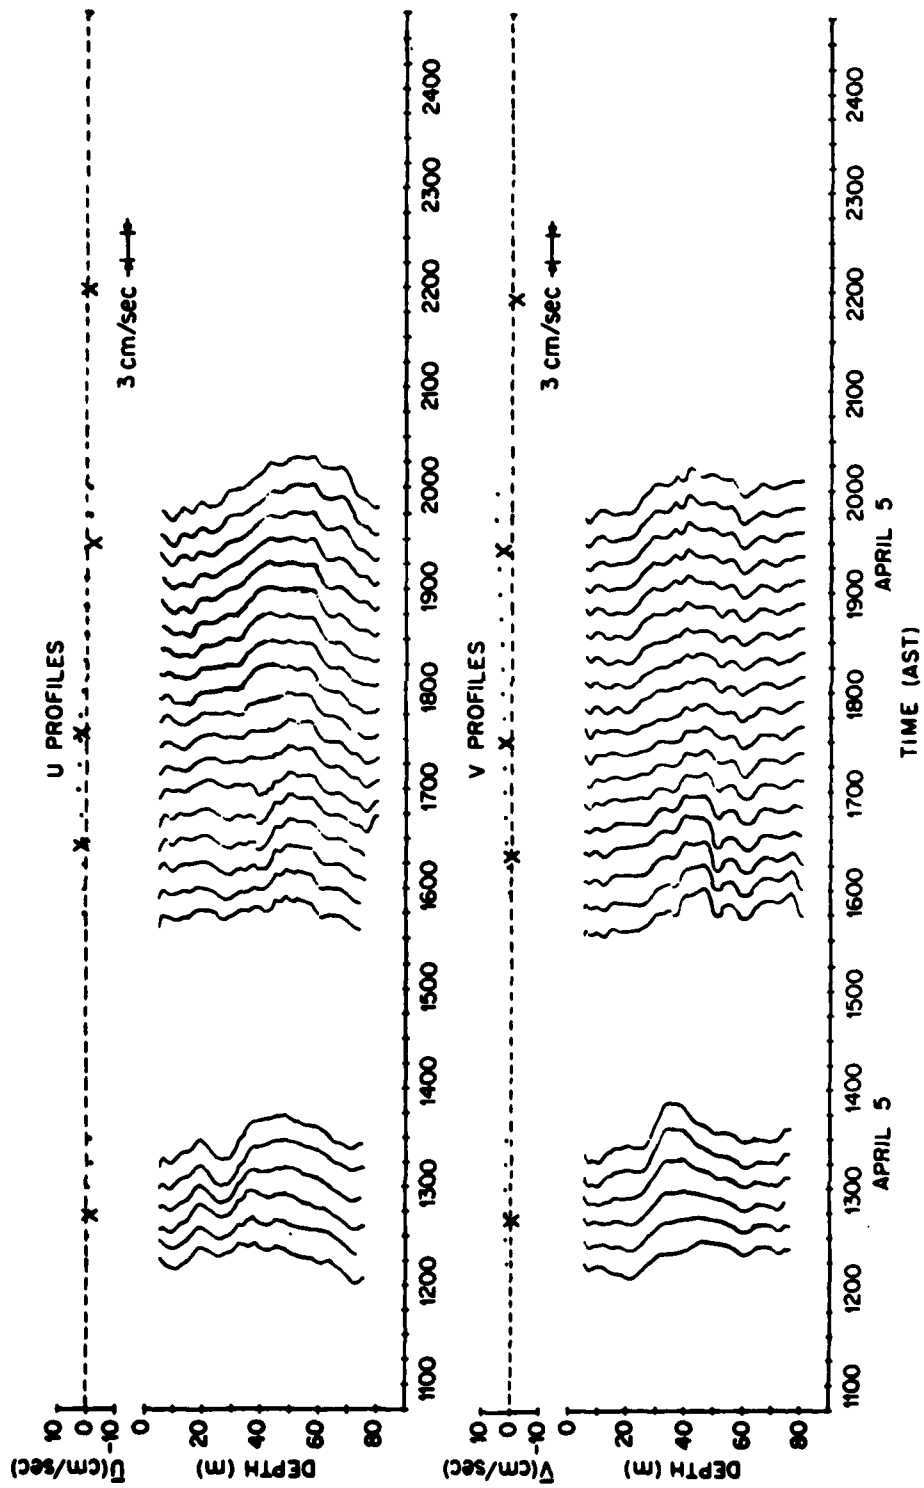 U PROFILES
Ū(cm/sec)
10
0
-10
3 cm/sec
DEPTH (m)
0
20
40
60
80
1100 1200 1300 1400 1500 1600 1700 1800 1900 2000 2100 2200 2300 2400
V PROFILES
V̄(cm/sec)
10
0
-10
3 cm/sec
DEPTH (m)
0
20
40
60
80
1100 1200 1300 1400 1500 1600 1700 1800 1900 2000 2100 2200 2300 2400
APRIL 5 APRIL 5
TIME (AST)